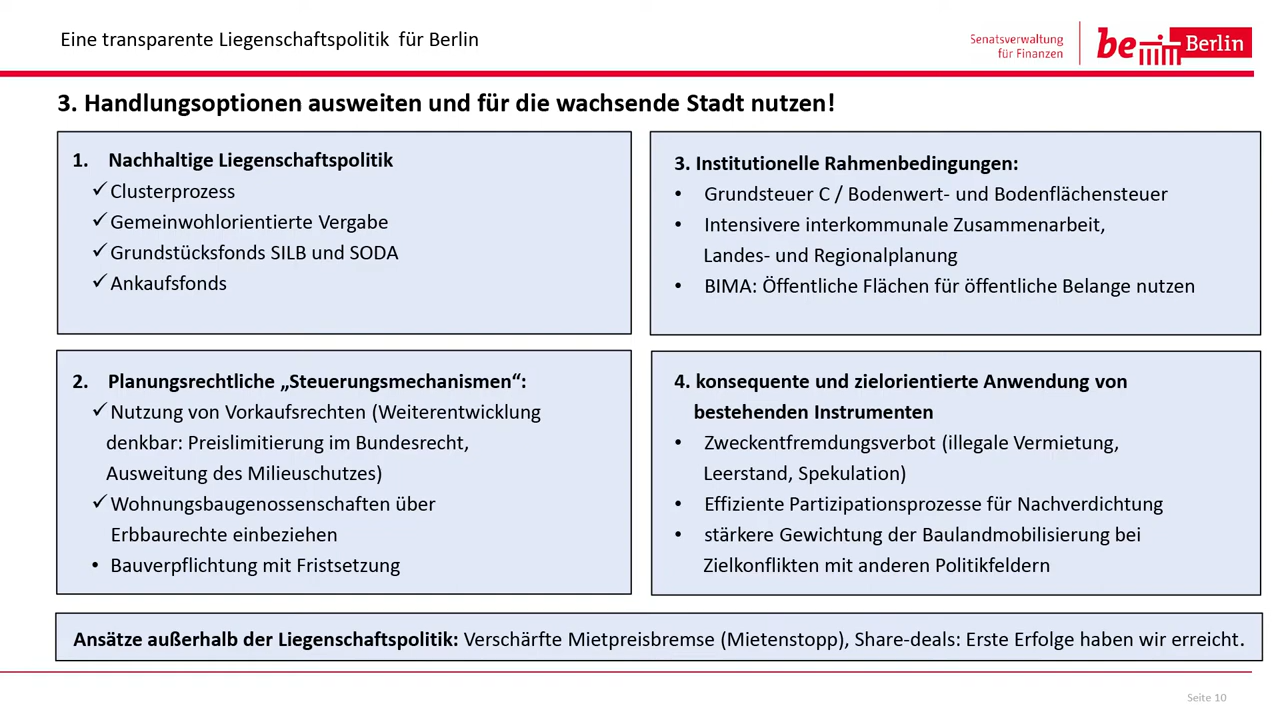 Eine transparente Liegenschaftspolitik für Berlin
Senatsverwaltung
für Finanzen
be Berlin
3. Handlungsoptionen ausweiten und für die wachsende Stadt nutzen!
1. Nachhaltige Liegenschaftspolitik
✓ Clusterprozess
✓ Gemeinwohlorientierte Vergabe
✓ Grundstücksfonds SILB und SODA
✓ Ankaufsfonds
2. Planungsrechtliche „Steuerungsmechanismen“:
✓ Nutzung von Vorkaufsrechten (Weiterentwicklung
denkbar: Preislimitierung im Bundesrecht,
Ausweitung des Milieuschutzes)
✓ Wohnungsbaugenossenschaften über
Erbbaurechte einbeziehen
• Bauverpflichtung mit Fristsetzung
3. Institutionelle Rahmenbedingungen:
• Grundsteuer C / Bodenwert- und Bodenflächensteuer
• Intensivere interkommunale Zusammenarbeit,
Landes- und Regionalplanung
• BIMA: Öffentliche Flächen für öffentliche Belange nutzen
4. konsequente und zielorientierte Anwendung von
bestehenden Instrumenten
• Zweckentfremdungsverbot (illegale Vermietung,
Leerstand, Spekulation)
• Effiziente Partizipationsprozesse für Nachverdichtung
• stärkere Gewichtung der Baulandmobilisierung bei
Zielkonflikten mit anderen Politikfeldern
Ansätze außerhalb der Liegenschaftspolitik: Verschärfte Mietpreisbremse (Mietenstopp), Share-deals: Erste Erfolge haben wir erreicht.
Seite 10